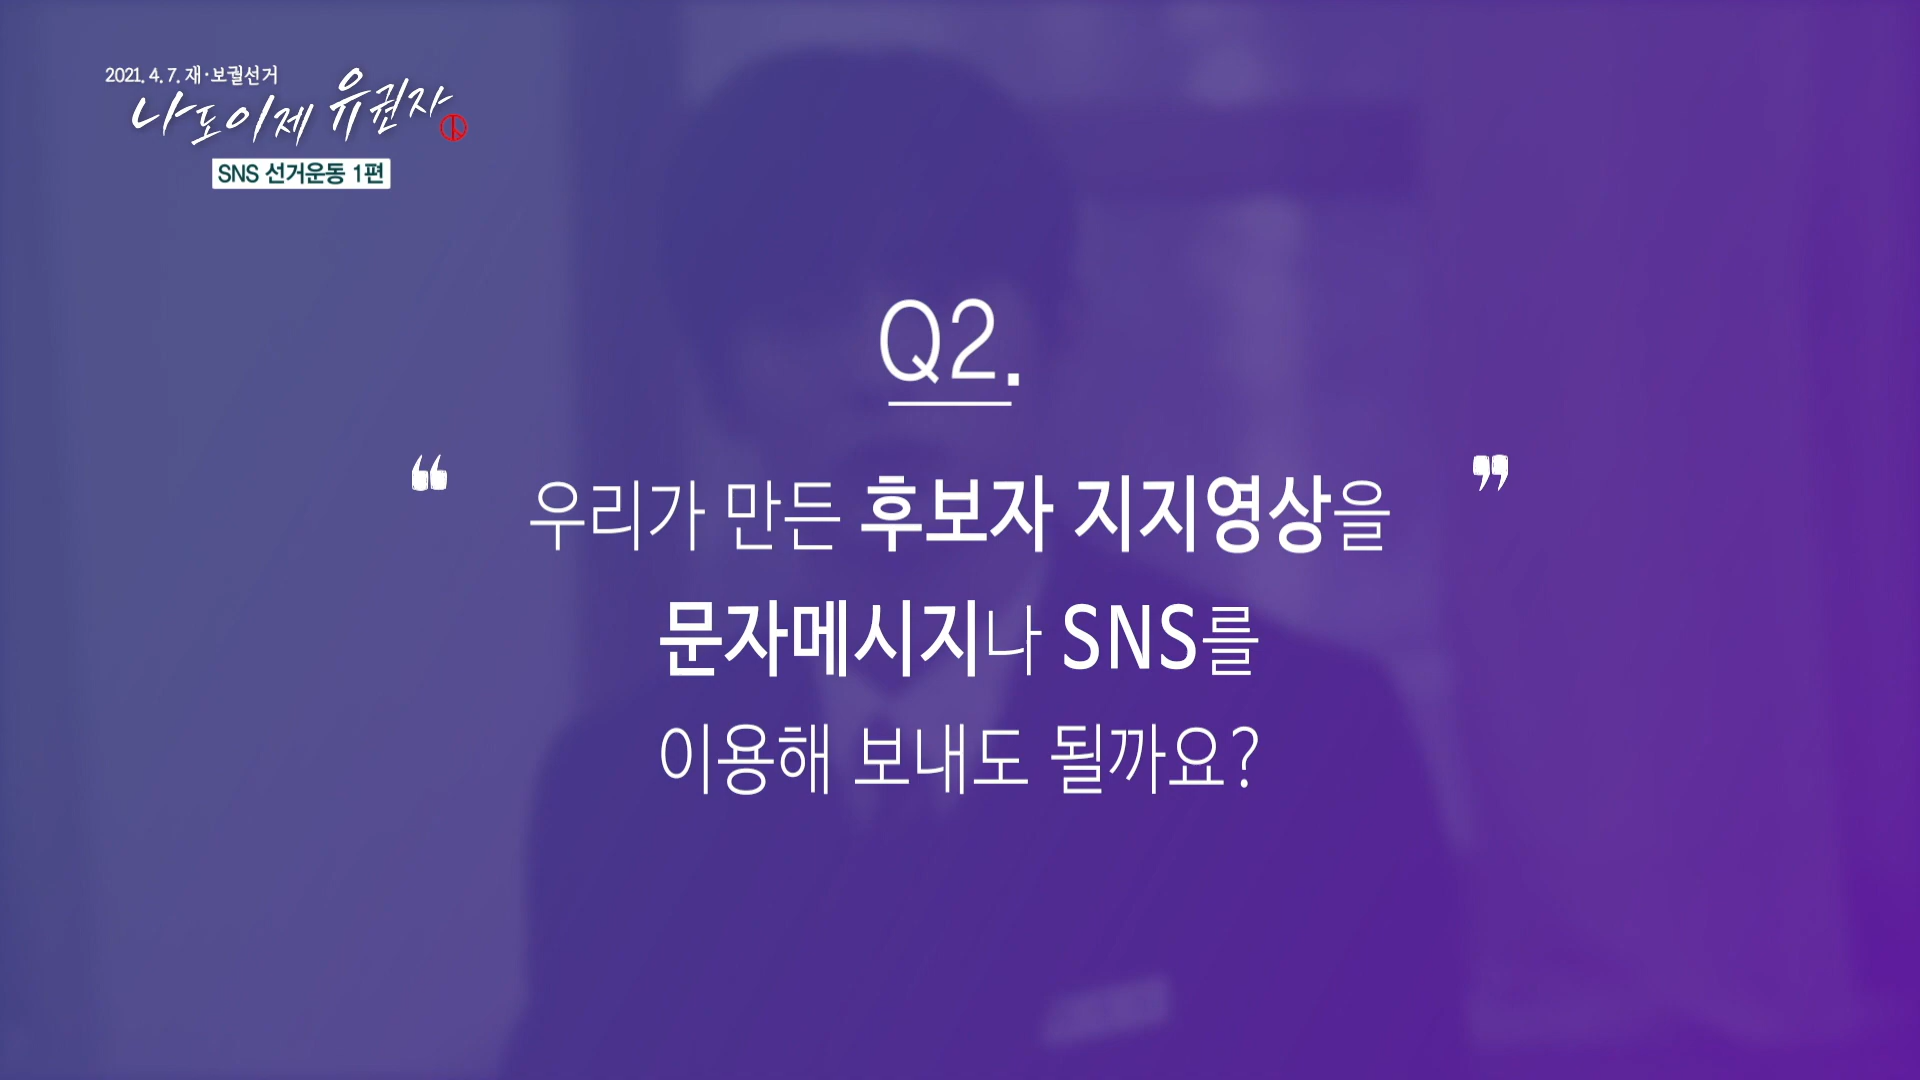 2021. 4. 7. 재·보궐선거
나도 이제 유권자
SNS 선거운동 1편
Q2.
❝ 우리가 만든 후보자 지지영상을 ❞
문자메시지나 SNS를
이용해 보내도 될까요?